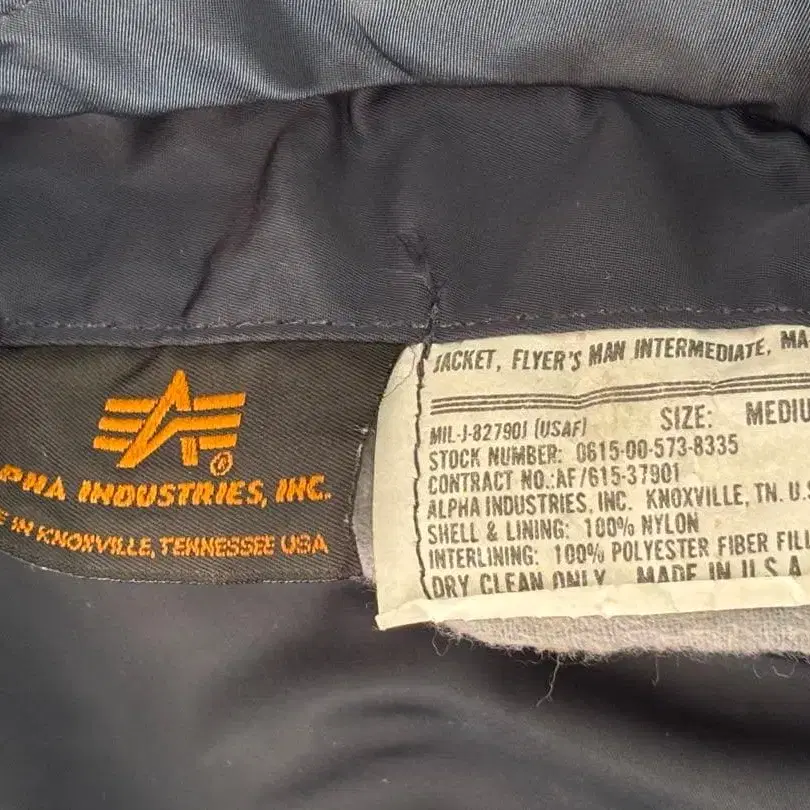 PHA INDUSTRIES, INC.
E IN KNOXVILLE, TENNESSEE USA
JACKET, FLYER'S MAN INTERMEDIATE, MA-
MIL-J-82790I (USAF) SIZE: MEDIU
STOCK NUMBER: 0615-00-573-8335
CONTRACT NO.:AF/615-37901
ALPHA INDUSTRIES, INC. KNOXVILLE, TN. U.S
SHELL & LINING: 100% NYLON
INTERLINING: 100% POLYESTER FIBER FILL
DRY CLEAN ONLY MADE IN U.S.A